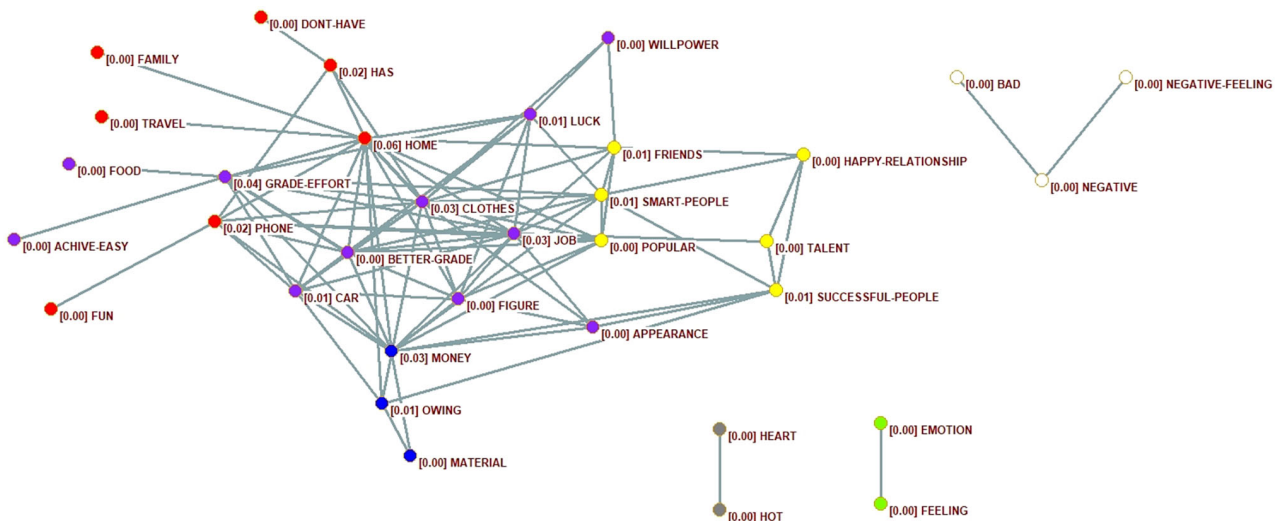 [0.00] DONT-HAVE
[0.00] WILLPOWER
[0.00] FAMILY
[0.02] HAS
[0.00] BAD
[0.00] NEGATIVE-FEELING
[0.00] TRAVEL
[0.01] LUCK
[0.06] HOME
[0.01] FRIENDS
[0.00] HAPPY-RELATIONSHIP
[0.00] FOOD
[0.04] GRADE-EFFORT
[0.00] NEGATIVE
[0.01] SMART-PEOPLE
[0.03] CLOTHES
[0.02] PHONE
[0.03] JOB
[0.00] ACHIVE-EASY
[0.00] POPULAR
[0.00] TALENT
[0.00] BETTER-GRADE
[0.01] CAR
[0.01] SUCCESSFUL-PEOPLE
[0.00] FIGURE
[0.00] FUN
[0.00] APPEARANCE
[0.03] MONEY
[0.01] OWING
[0.00] HEART
[0.00] EMOTION
[0.00] MATERIAL
[0.00] HOT
[0.00] FEELING